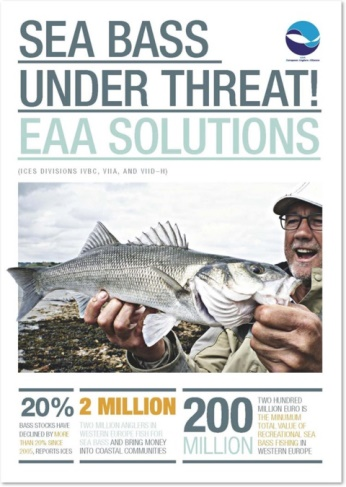 SEA BASS
UNDER THREAT!
EAA SOLUTIONS
(ICES DIVISIONS IVBC, VIIA, AND VIID–H)
20%
BASS STOCKS HAVE
DECLINED BY MORE
THAN 20% SINCE
2005, REPORTS ICES
2 MILLION
TWO MILLION ANGLERS IN
WESTERN EUROPE FISH FOR
SEA BASS AND BRING MONEY
INTO COASTAL COMMUNITIES
200
MILLION
TWO HUNDRED
MILLION EURO IS
THE MINIMUM
TOTAL VALUE OF
RECREATIONAL SEA
BASS FISHING IN
WESTERN EUROPE